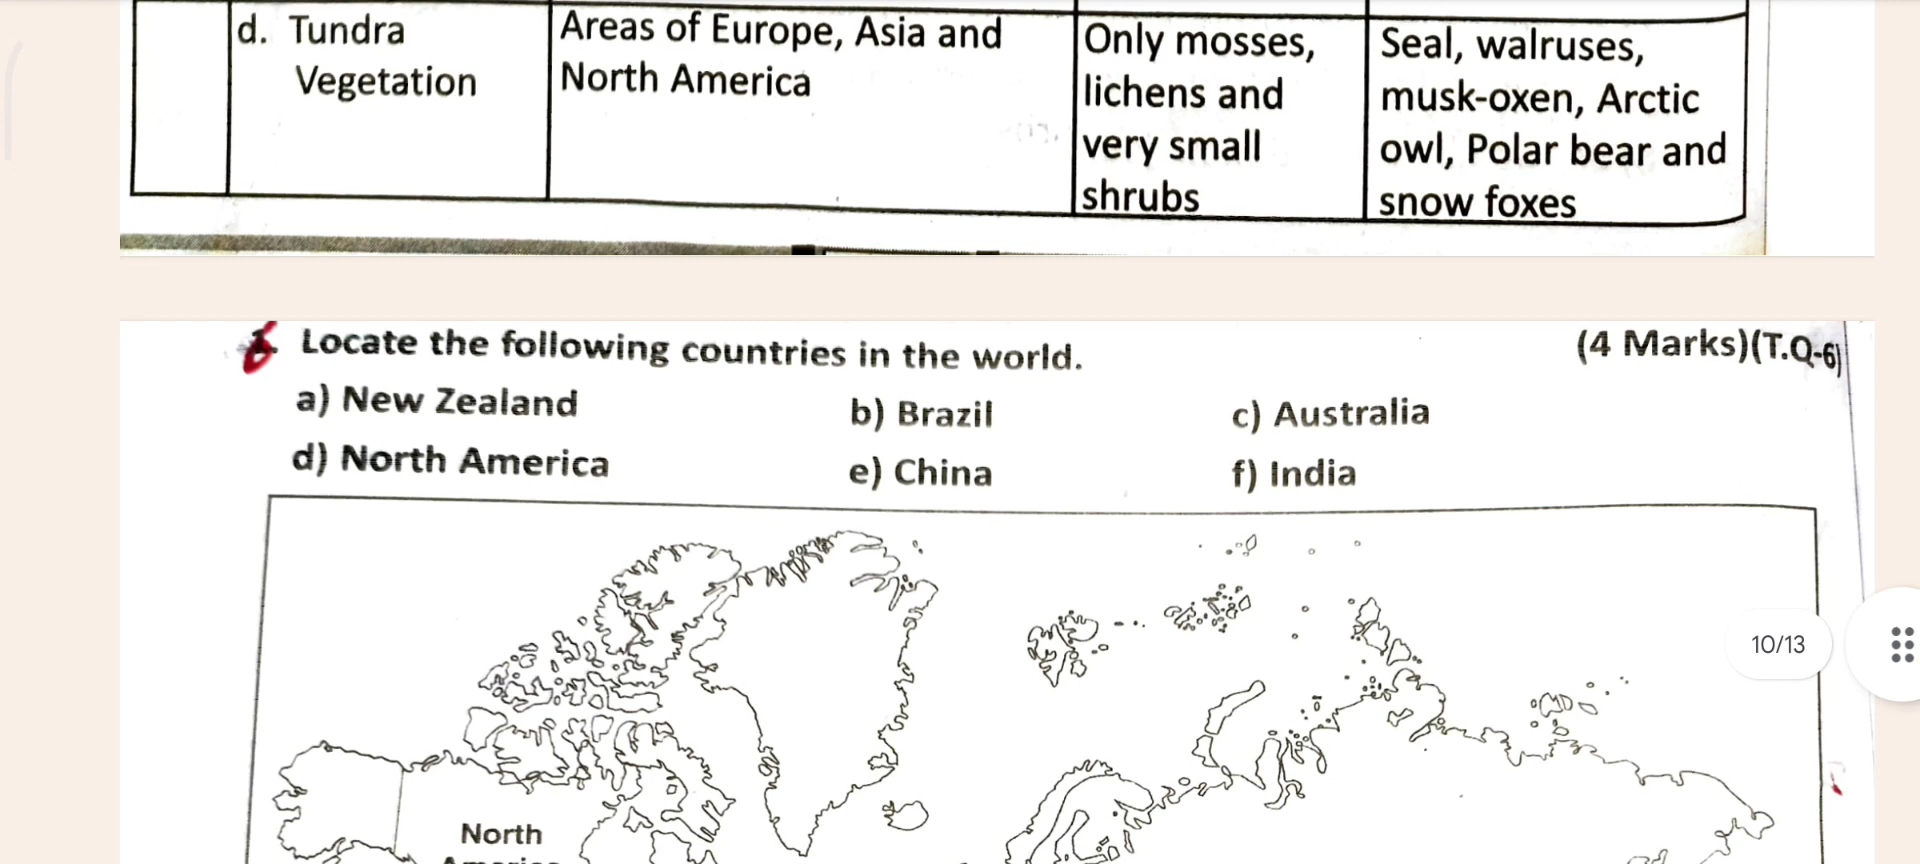 d. Tundra
Vegetation
Areas of Europe, Asia and
North America
Only mosses,
lichens and
very small
shrubs
Seal, walruses,
musk-oxen, Arctic
owl, Polar bear and
snow foxes
6. Locate the following countries in the world.
(4 Marks)(T.Q-6)
a) New Zealand
b) Brazil
c) Australia
d) North America
e) China
f) India
10/13
North
America